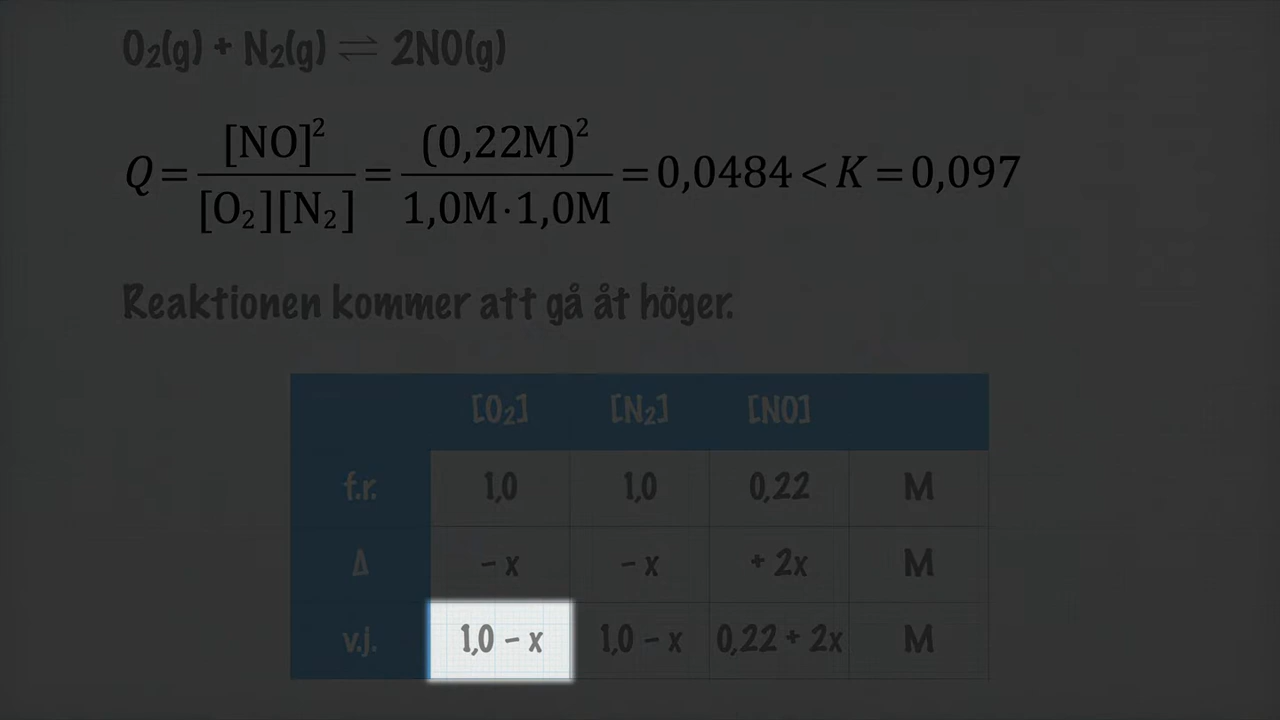 O₂(g) + N₂(g) ⇌ 2NO(g)
Q = [NO]² / [O₂][N₂] = (0,22M)² / 1,0M·1,0M = 0,0484 < K = 0,097
Reaktionen kommer att gå åt höger.
[O₂] [N₂] [NO]
f.r. 1,0 1,0 0,22 M
Δ – x – x + 2x M
v.j. 1,0 – x 1,0 – x 0,22 + 2x M